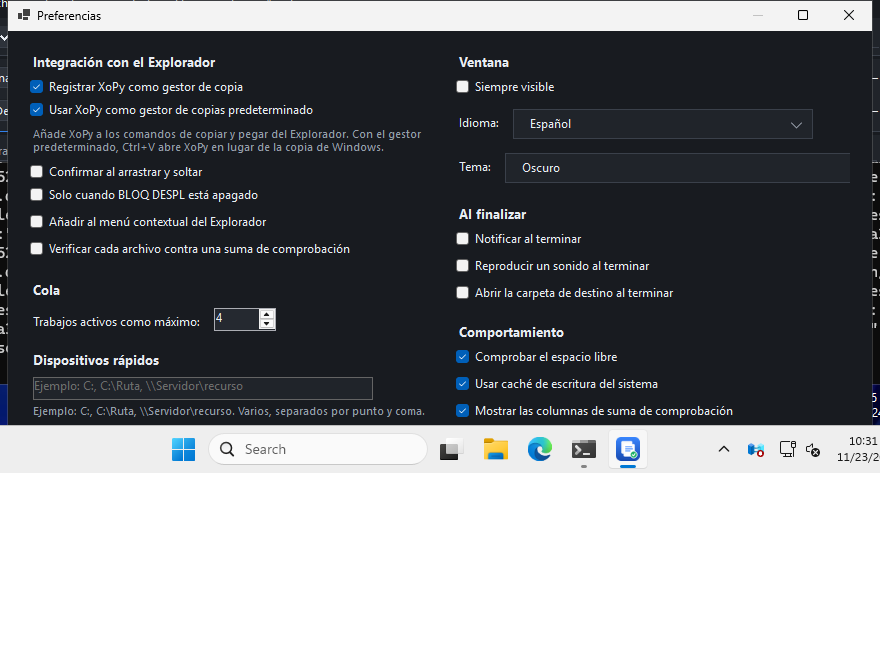 Preferencias
Integración con el Explorador
Registrar XoPy como gestor de copia
Usar XoPy como gestor de copias predeterminado
Añade XoPy a los comandos de copiar y pegar del Explorador. Con el gestor
predeterminado, Ctrl+V abre XoPy en lugar de la copia de Windows.
Confirmar al arrastrar y soltar
Solo cuando BLOQ DESPL está apagado
Añadir al menú contextual del Explorador
Verificar cada archivo contra una suma de comprobación
Cola
Trabajos activos como máximo:
4
Dispositivos rápidos
Ejemplo: C:, C:\Ruta, \\Servidor\recurso
Ejemplo: C:, C:\Ruta, \\Servidor\recurso. Varios, separados por punto y coma.
Ventana
Siempre visible
Idioma:
Español
Tema:
Oscuro
Al finalizar
Notificar al terminar
Reproducir un sonido al terminar
Abrir la carpeta de destino al terminar
Comportamiento
Comprobar el espacio libre
Usar caché de escritura del sistema
Mostrar las columnas de suma de comprobación
Search
10:31
11/23/2